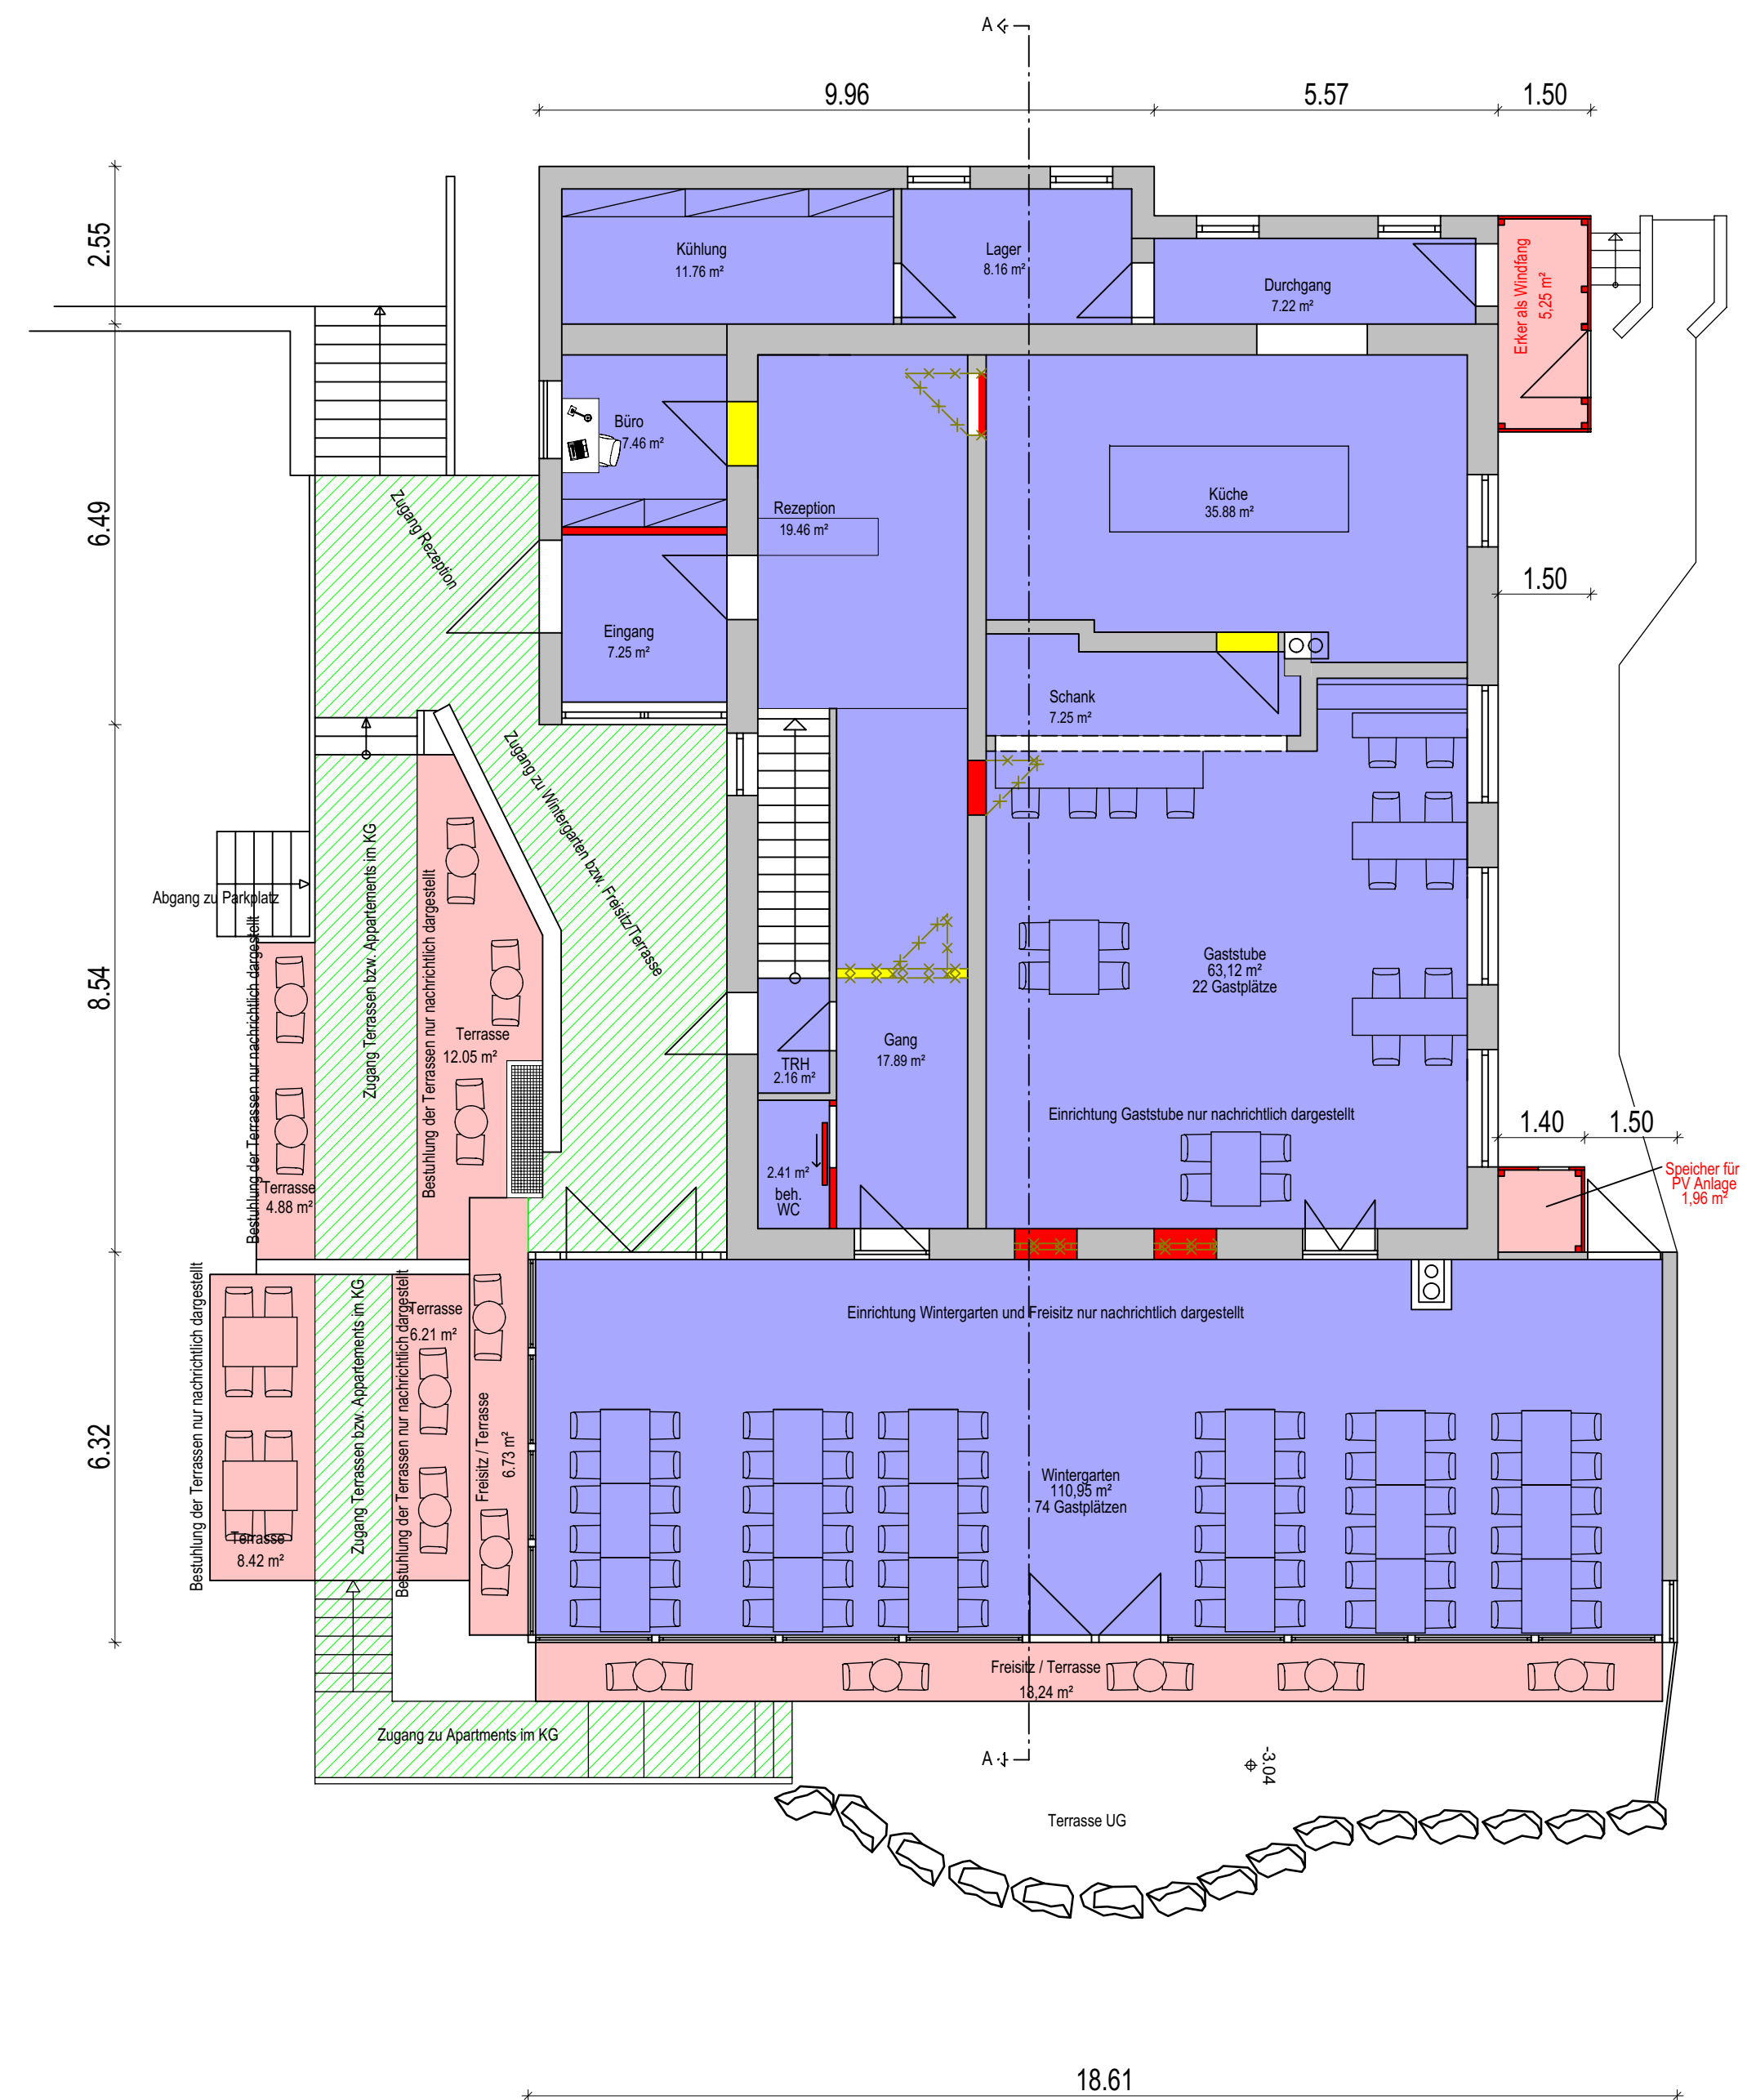 A
9.96
5.57
1.50
2.55
6.49
8.54
6.32
Kühlung
11.76 m²
Lager
8.16 m²
Durchgang
7.22 m²
Erker als Windfang
5,25 m²
Büro
7.46 m²
Rezeption
19.46 m²
Küche
35.88 m²
1.50
Zugang Rezeption
Eingang
7.25 m²
Schank
7.25 m²
Zugang zu Wintergarten bzw. Freisitz/Terrasse
Zugang Terrassen bzw. Appartements im KG
Bestuhlung der Terrassen nur nachrichtlich dargestellt
Abgang zu Parkplatz
Bestuhlung der Terrassen nur nachrichtlich dargestellt
Terrasse
12.05 m²
Terrasse
4.88 m²
Gaststube
63,12 m²
22 Gastplätze
Gang
17.89 m²
TRH
2.16 m²
2.41 m²
beh.
WC
Einrichtung Gaststube nur nachrichtlich dargestellt
1.40
1.50
Speicher für
PV Anlage
1,96 m²
Bestuhlung der Terrassen nur nachrichtlich dargestellt
Zugang Terrassen bzw. Appartements im KG
Bestuhlung der Terrassen nur nachrichtlich dargestellt
Terrasse
6.21 m²
Freisitz / Terrasse
6.73 m²
Terrasse
8.42 m²
Einrichtung Wintergarten und Freisitz nur nachrichtlich dargestellt
Wintergarten
110,95 m²
74 Gastplätzen
Freisitz / Terrasse
18,24 m²
Zugang zu Apartments im KG
A
-3.04
Terrasse UG
18.61